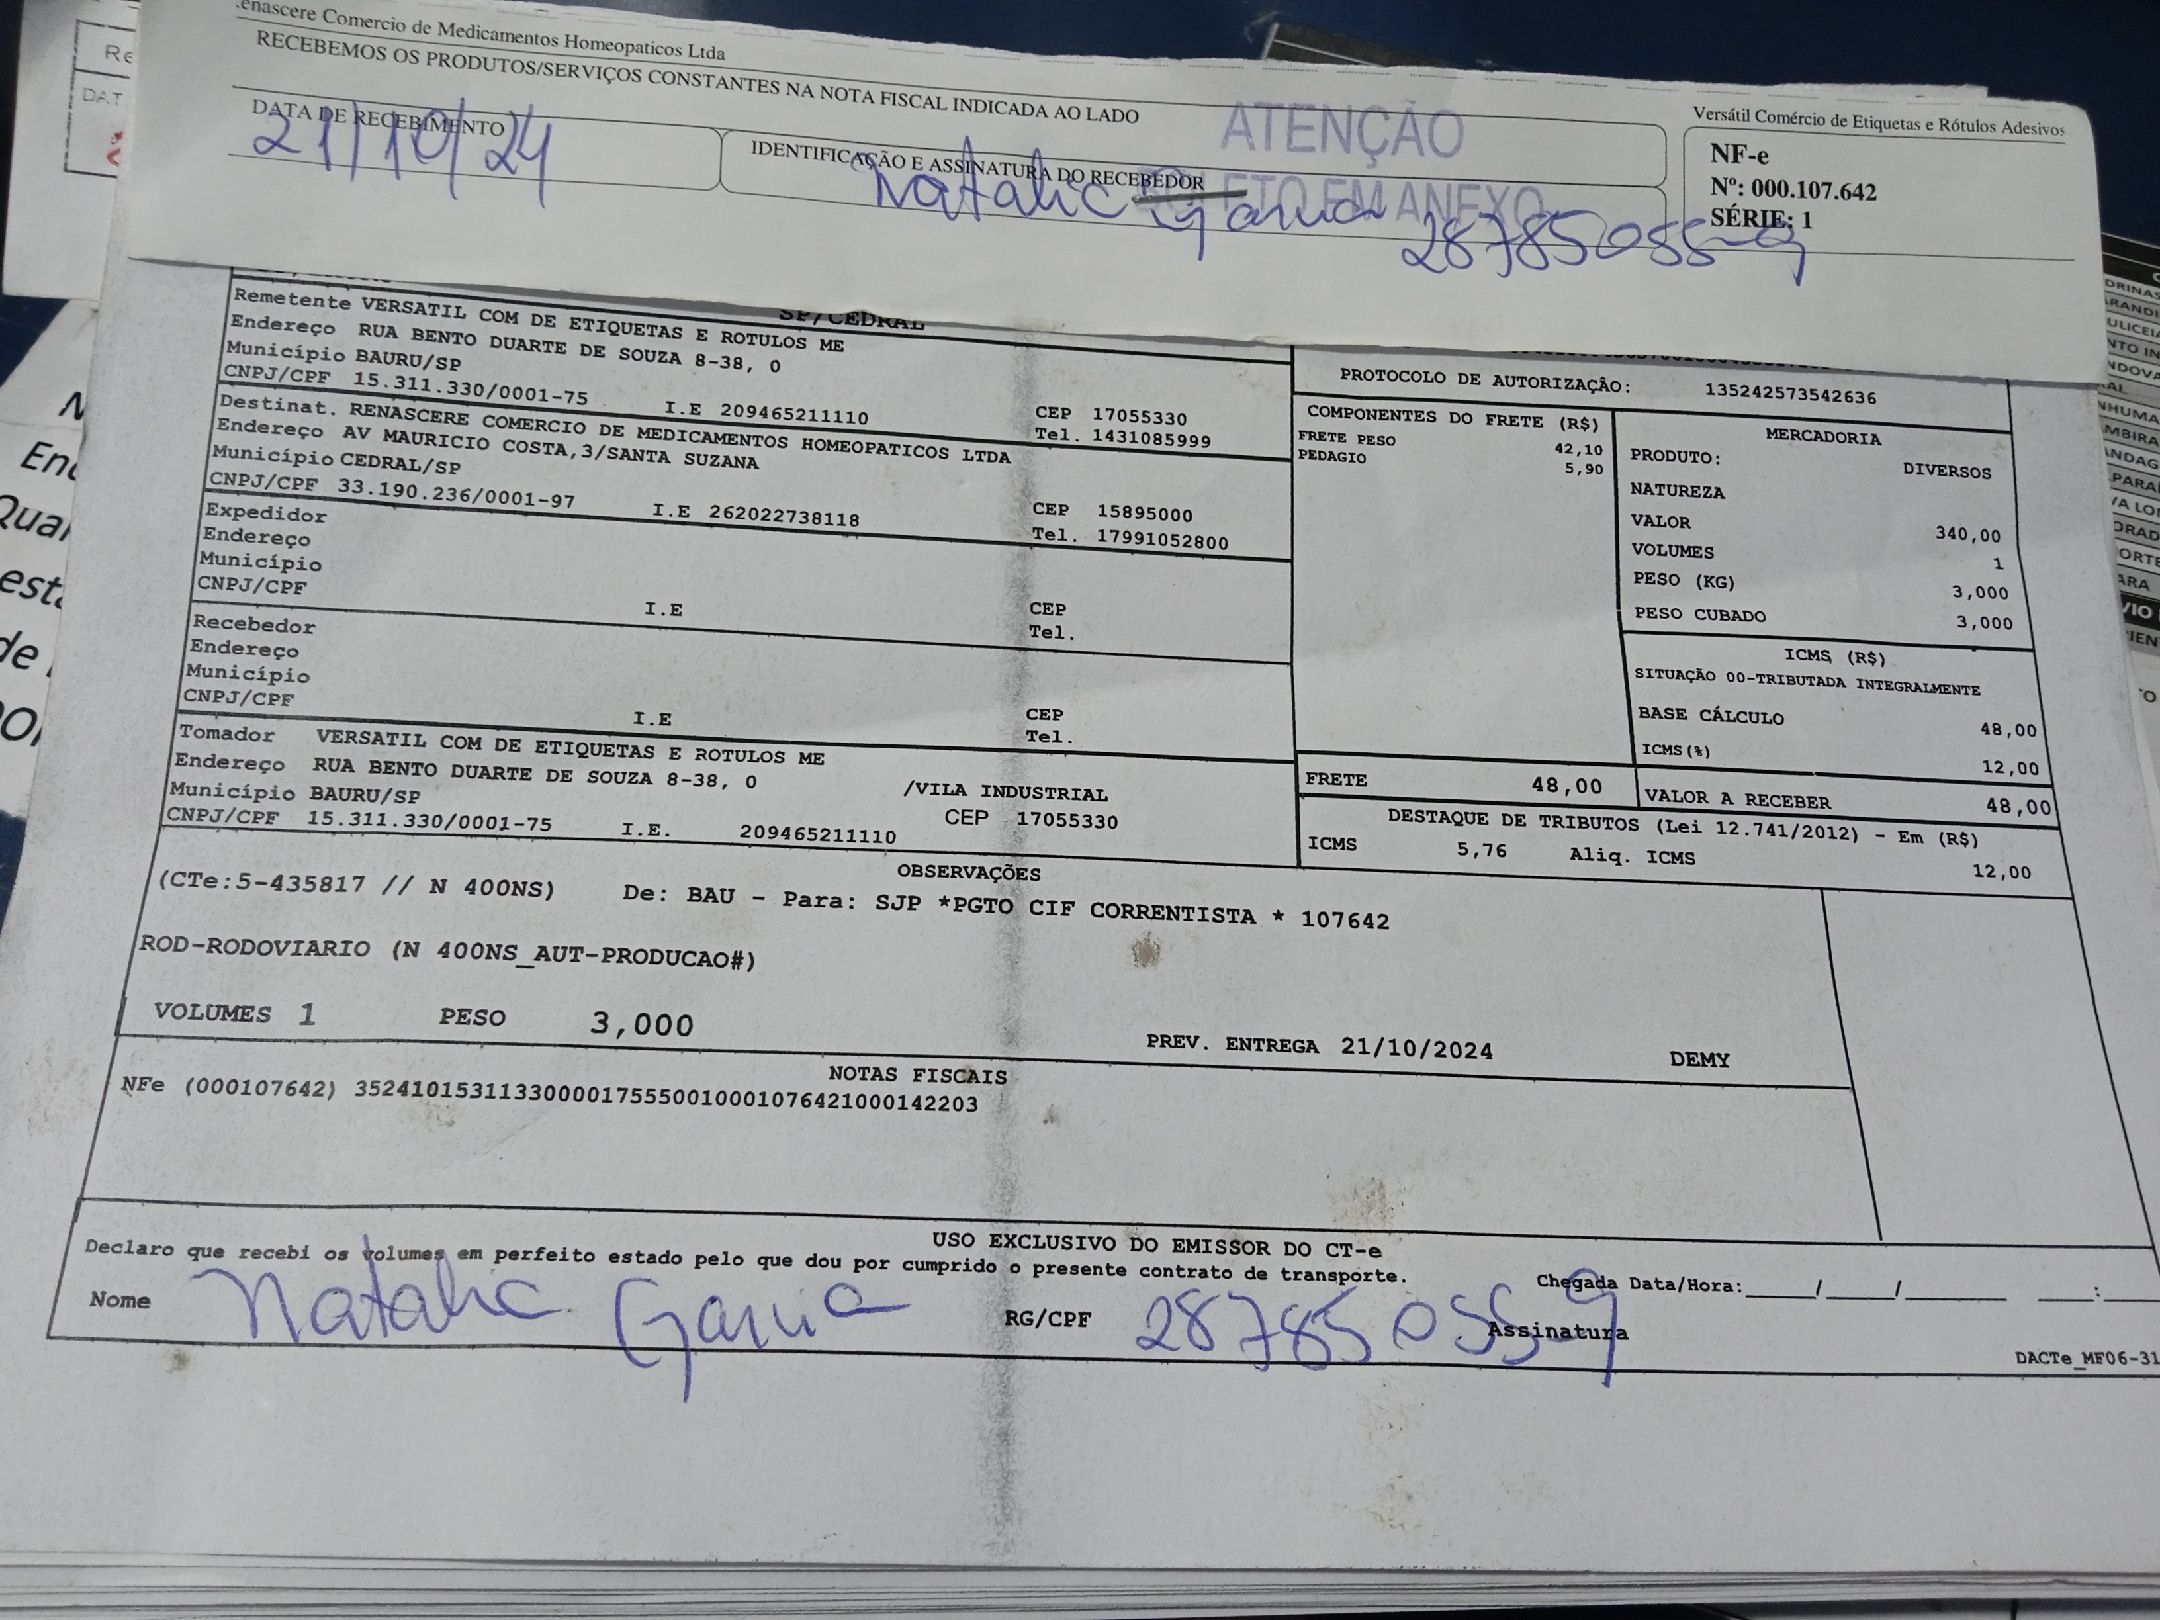 enascere Comercio de Medicamentos Homeopaticos Ltda
RECEBEMOS OS PRODUTOS/SERVIÇOS CONSTANTES NA NOTA FISCAL INDICADA AO LADO
DATA DE RECEBIMENTO
21/10/24
IDENTIFICAÇÃO E ASSINATURA DO RECEBEDOR
Natalic Garcia 28785055-9
ATENÇÃO
EM ANEXO
Versátil Comércio de Etiquetas e Rótulos Adesivos
NF-e
Nº: 000.107.642
SÉRIE: 1
SP/CEDRAL
Remetente VERSATIL COM DE ETIQUETAS E ROTULOS ME
Endereço RUA BENTO DUARTE DE SOUZA 8-38, 0
Município BAURU/SP
CNPJ/CPF 15.311.330/0001-75 I.E 209465211110
CEP 17055330
Tel. 1431085999
Destinat. RENASCERE COMERCIO DE MEDICAMENTOS HOMEOPATICOS LTDA
Endereço AV MAURICIO COSTA,3/SANTA SUZANA
Município CEDRAL/SP
CNPJ/CPF 33.190.236/0001-97 I.E 262022738118
CEP 15895000
Tel. 17991052800
Expedidor
Endereço
Município
CNPJ/CPF I.E
CEP
Tel.
Recebedor
Endereço
Município
CNPJ/CPF I.E
CEP
Tel.
Tomador VERSATIL COM DE ETIQUETAS E ROTULOS ME
Endereço RUA BENTO DUARTE DE SOUZA 8-38, 0 /VILA INDUSTRIAL
Município BAURU/SP CEP 17055330
CNPJ/CPF 15.311.330/0001-75 I.E. 209465211110
PROTOCOLO DE AUTORIZAÇÃO: 135242573542636
COMPONENTES DO FRETE (R$)
FRETE PESO 42,10
PEDAGIO 5,90
MERCADORIA
PRODUTO: DIVERSOS
NATUREZA
VALOR 340,00
VOLUMES 1
PESO (KG) 3,000
PESO CUBADO 3,000
ICMS (R$)
SITUAÇÃO 00-TRIBUTADA INTEGRALMENTE
BASE CÁLCULO 48,00
ICMS(%) 12,00
FRETE 48,00 VALOR A RECEBER 48,00
DESTAQUE DE TRIBUTOS (Lei 12.741/2012) - Em (R$)
ICMS 5,76 Aliq. ICMS 12,00
OBSERVAÇÕES
(CTe:5-435817 // N 400NS) De: BAU - Para: SJP *PGTO CIF CORRENTISTA * 107642
ROD-RODOVIARIO (N 400NS_AUT-PRODUCAO#)
VOLUMES 1 PESO 3,000
PREV. ENTREGA 21/10/2024 DEMY
NOTAS FISCAIS
NFe (000107642) 35241015311330000175550010001076421000142203
USO EXCLUSIVO DO EMISSOR DO CT-e
Declaro que recebi os volumes em perfeito estado pelo que dou por cumprido o presente contrato de transporte.
Chegada Data/Hora:____/____/______ ___:___
Nome Natalic Garcia RG/CPF 28785055-9 Assinatura
DACTe_MF06-31